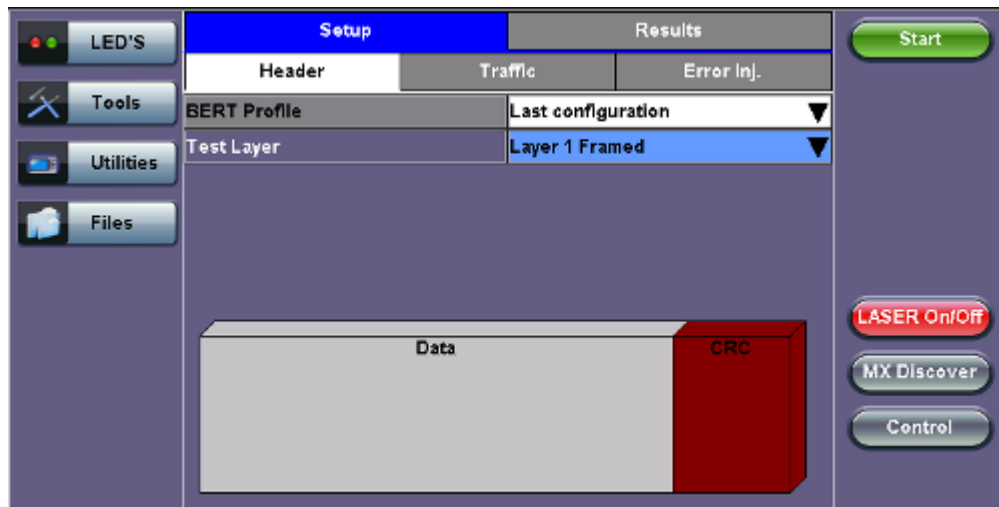 LED'S
Tools
Utilities
Files
Setup
Results
Header
Traffic
Error Inj.
BERT Profile
Last configuration
Test Layer
Layer 1 Framed
Data
CRC
Start
LASER On/Off
MX Discover
Control